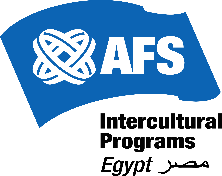 AFS
Intercultural
Programs
Egypt مصر